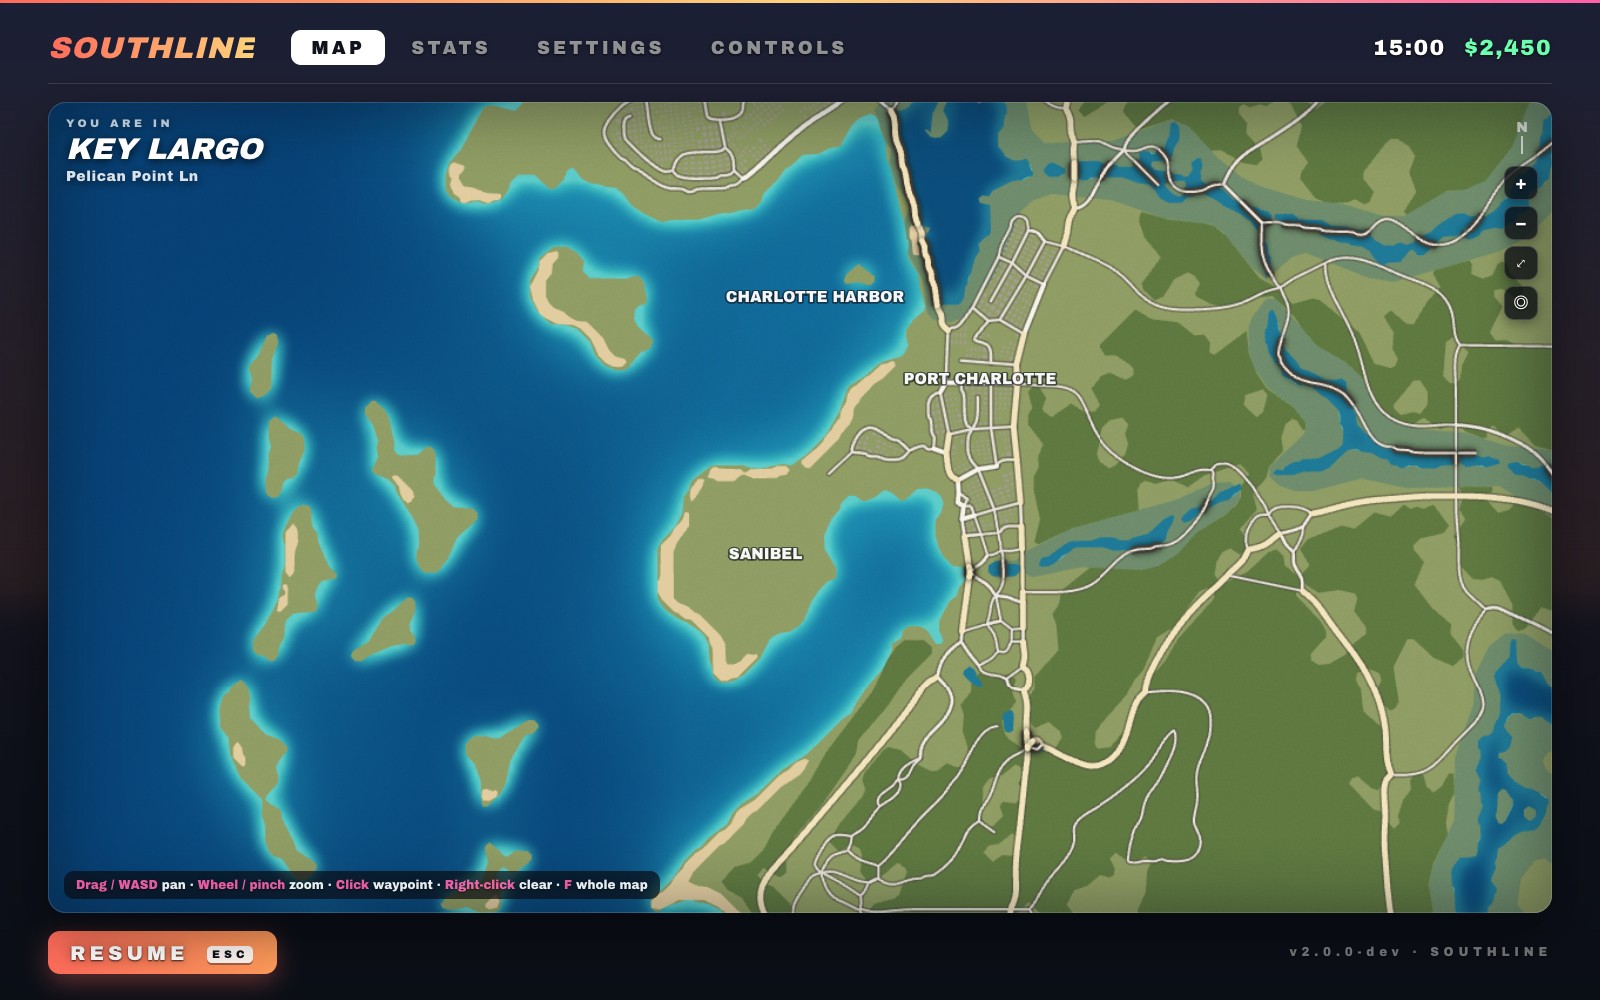 SOUTHLINE MAP STATS SETTINGS CONTROLS 15:00 $2,450
YOU ARE IN
KEY LARGO
Pelican Point Ln
N
+
−
CHARLOTTE HARBOR
PORT CHARLOTTE
SANIBEL
Drag / WASD pan · Wheel / pinch zoom · Click waypoint · Right-click clear · F whole map
RESUME ESC
v2.0.0-dev · SOUTHLINE